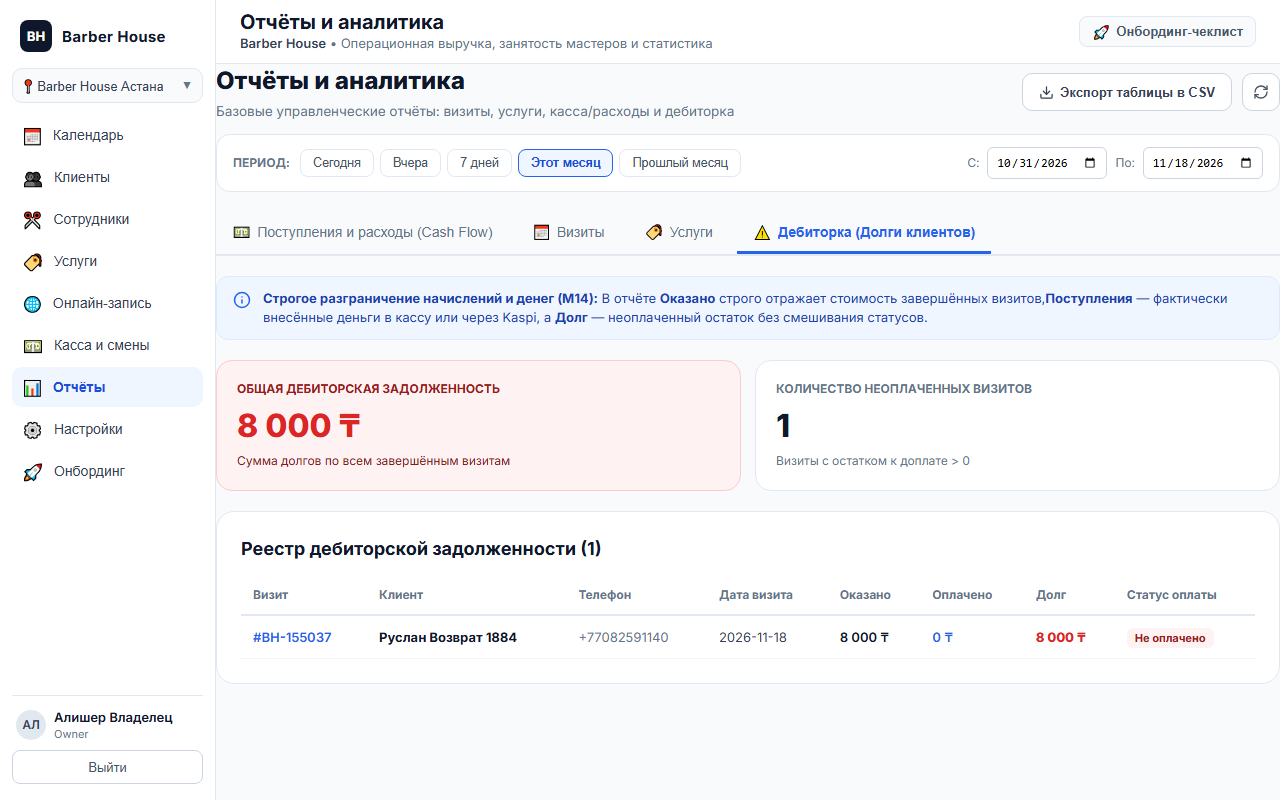 BH Barber House
Barber House Астана ▼
Календарь
Клиенты
Сотрудники
Услуги
Онлайн-запись
Касса и смены
Отчёты
Настройки
Онбординг
АЛ Алишер Владелец
Owner
Выйти
Отчёты и аналитика
Barber House • Операционная выручка, занятость мастеров и статистика
Онбординг-чеклист
Отчёты и аналитика
Базовые управленческие отчёты: визиты, услуги, касса/расходы и дебиторка
Экспорт таблицы в CSV
ПЕРИОД: Сегодня Вчера 7 дней Этот месяц Прошлый месяц С: 10/31/2026 По: 11/18/2026
Поступления и расходы (Cash Flow) Визиты Услуги Дебиторка (Долги клиентов)
Строгое разграничение начислений и денег (M14): В отчёте Оказано строго отражает стоимость завершённых визитов,Поступления — фактически
внесённые деньги в кассу или через Kaspi, а Долг — неоплаченный остаток без смешивания статусов.
ОБЩАЯ ДЕБИТОРСКАЯ ЗАДОЛЖЕННОСТЬ
8 000 ₸
Сумма долгов по всем завершённым визитам
КОЛИЧЕСТВО НЕОПЛАЧЕННЫХ ВИЗИТОВ
1
Визиты с остатком к доплате > 0
Реестр дебиторской задолженности (1)
Визит Клиент Телефон Дата визита Оказано Оплачено Долг Статус оплаты
#BH-155037 Руслан Возврат 1884 +77082591140 2026-11-18 8 000 ₸ 0 ₸ 8 000 ₸ Не оплачено